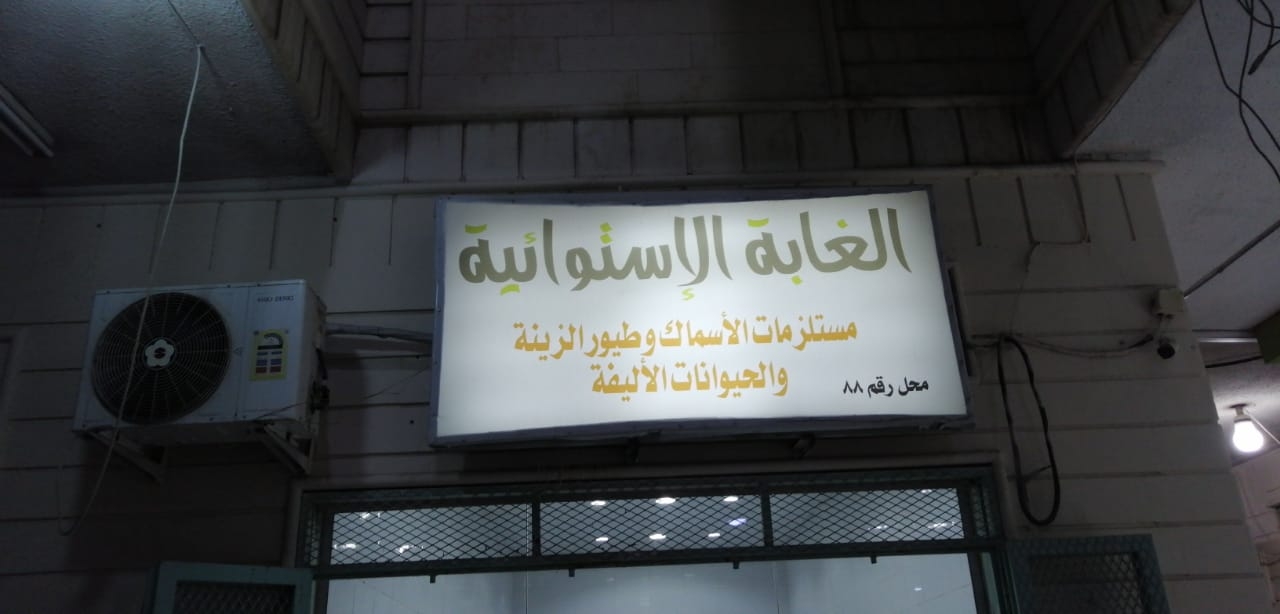 الغابة الإستوائية
مستلزمات الأسماك وطيور الزينة
والحيوانات الأليفة
محل رقم ٨٨